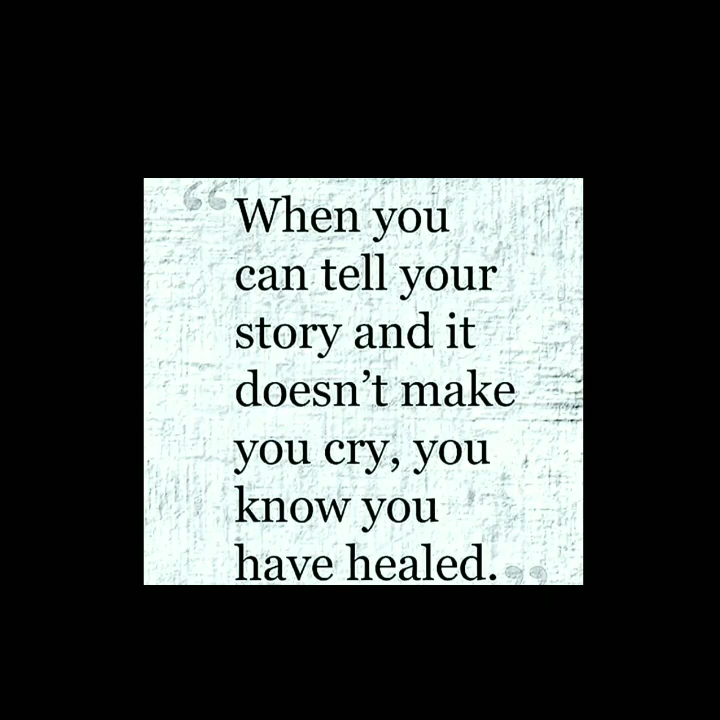 “When you
can tell your
story and it
doesn’t make
you cry, you
know you
have healed.”